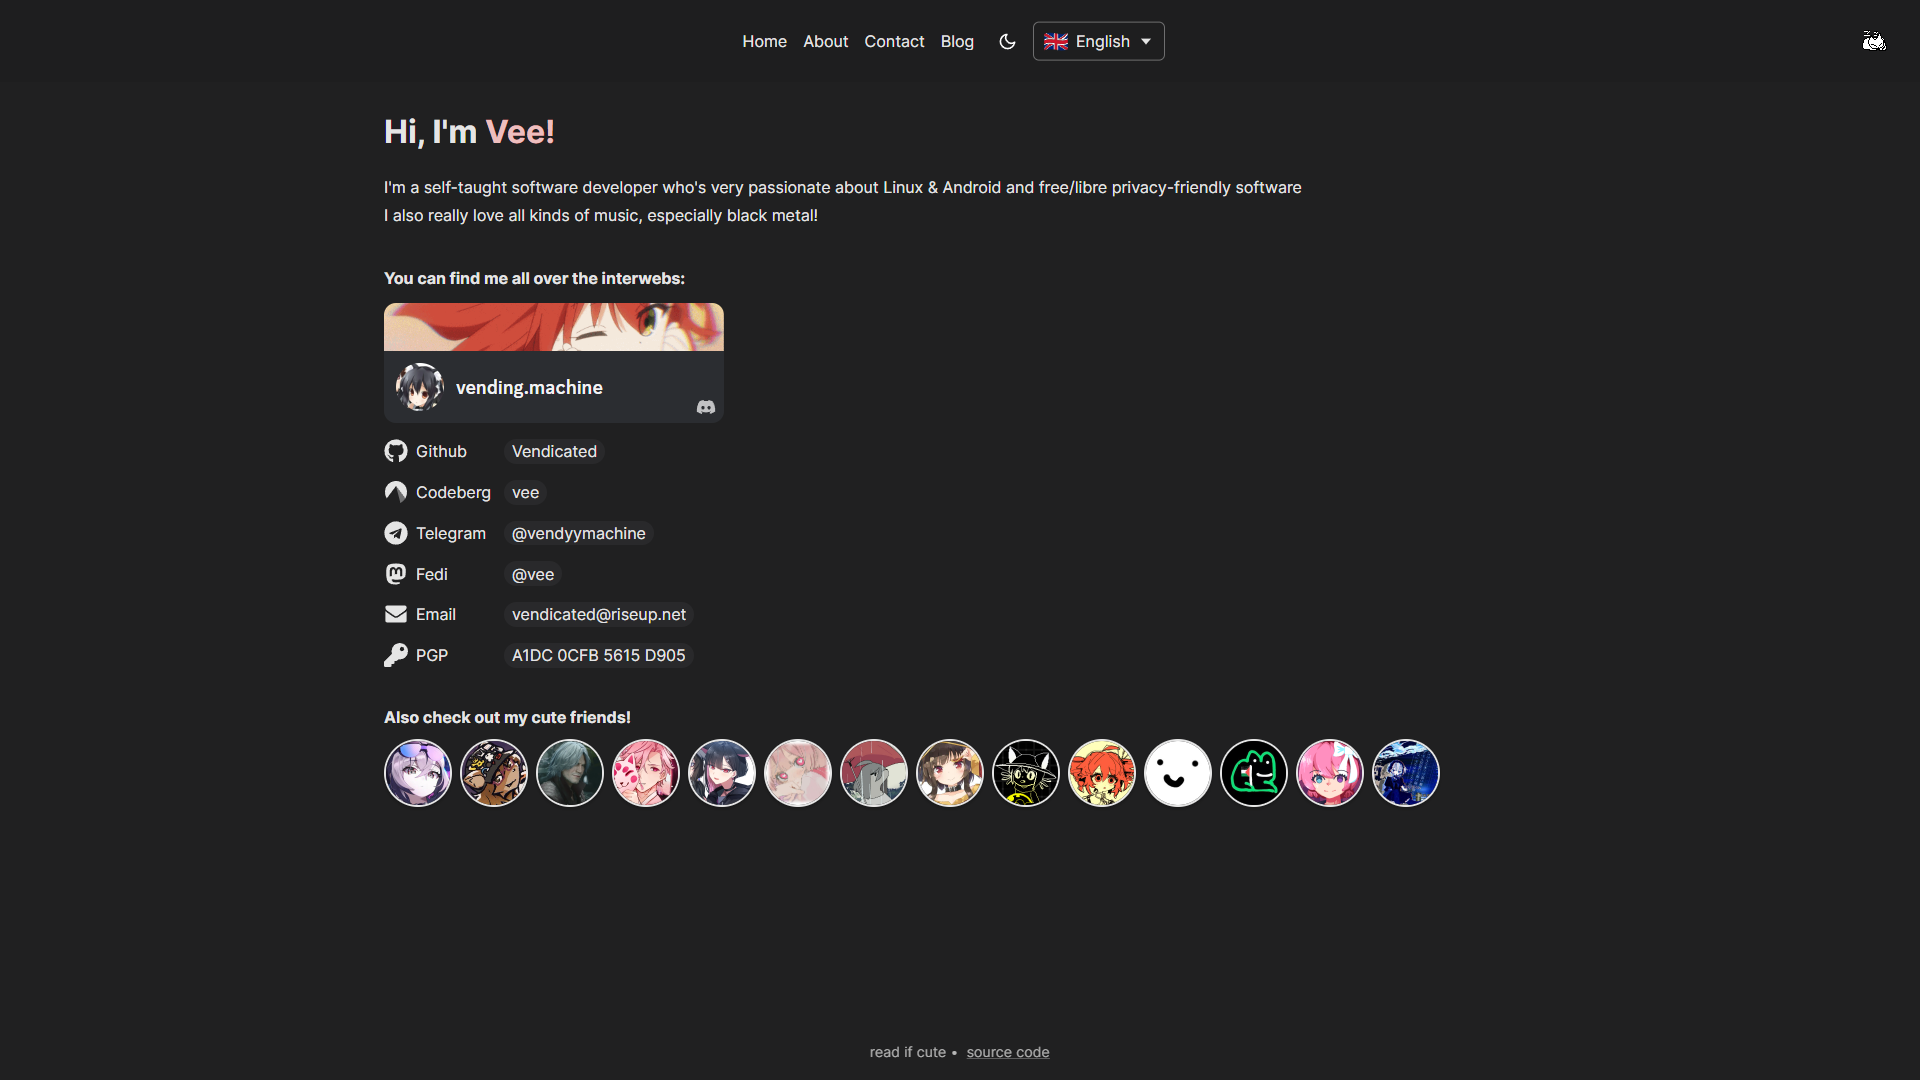 Home About Contact Blog English
Hi, I'm Vee!
I'm a self-taught software developer who's very passionate about Linux & Android and free/libre privacy-friendly software
I also really love all kinds of music, especially black metal!
You can find me all over the interwebs:
vending.machine
Github Vendicated
Codeberg vee
Telegram @vendyymachine
Fedi @vee
Email vendicated@riseup.net
PGP A1DC 0CFB 5615 D905
Also check out my cute friends!
read if cute • source code